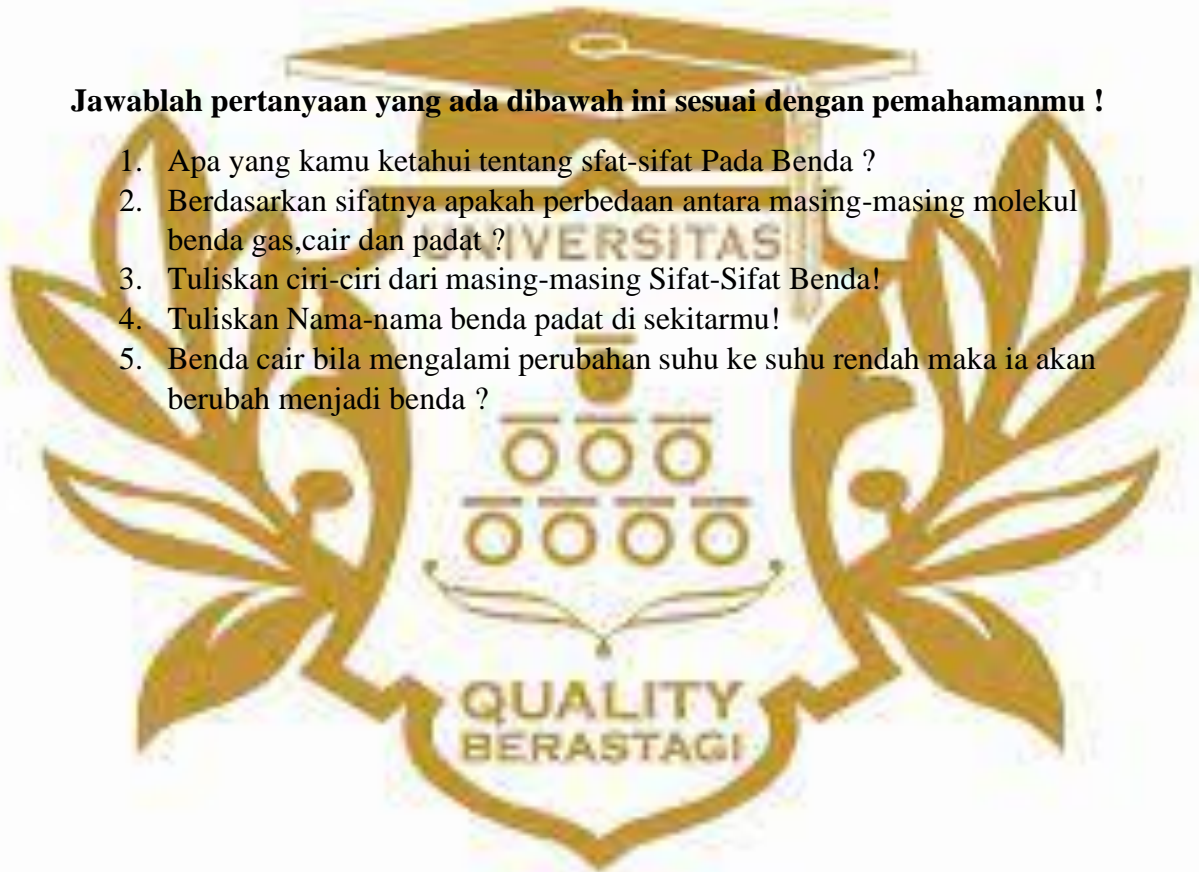 Jawablah pertanyaan yang ada dibawah ini sesuai dengan pemahamanmu !
1. Apa yang kamu ketahui tentang sfat-sifat Pada Benda ?
2. Berdasarkan sifatnya apakah perbedaan antara masing-masing molekul
benda gas,cair dan padat ?
UNIVERSITAS
3. Tuliskan ciri-ciri dari masing-masing Sifat-Sifat Benda!
4. Tuliskan Nama-nama benda padat di sekitarmu!
5. Benda cair bila mengalami perubahan suhu ke suhu rendah maka ia akan
berubah menjadi benda ?
QUALITY
BERASTAGI